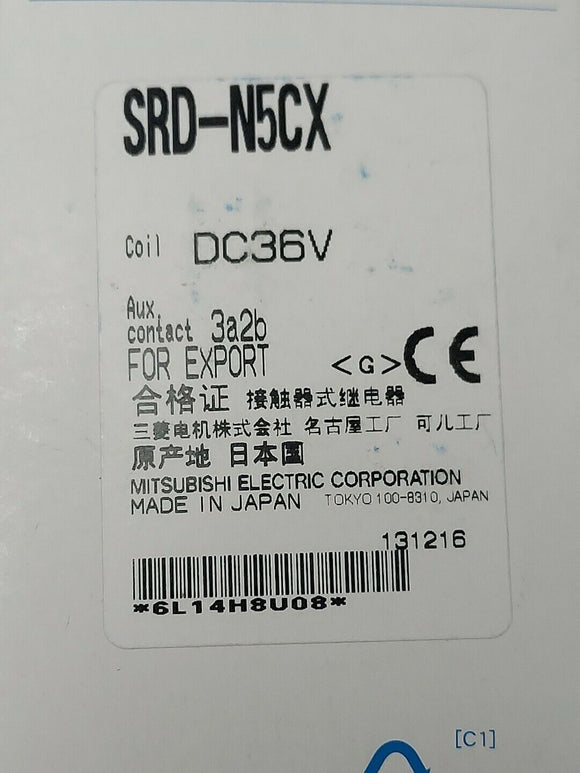 SRD-N5CX
Coil DC36V
Aux.
contact 3a2b
FOR EXPORT <G> CE
合格证 接触器式继电器
三菱电机株式会社 名古屋工厂 可儿工厂
原产地 日本国
MITSUBISHI ELECTRIC CORPORATION
MADE IN JAPAN TOKYO 100-8310, JAPAN
131216
*6L14H8U08*
[C1]